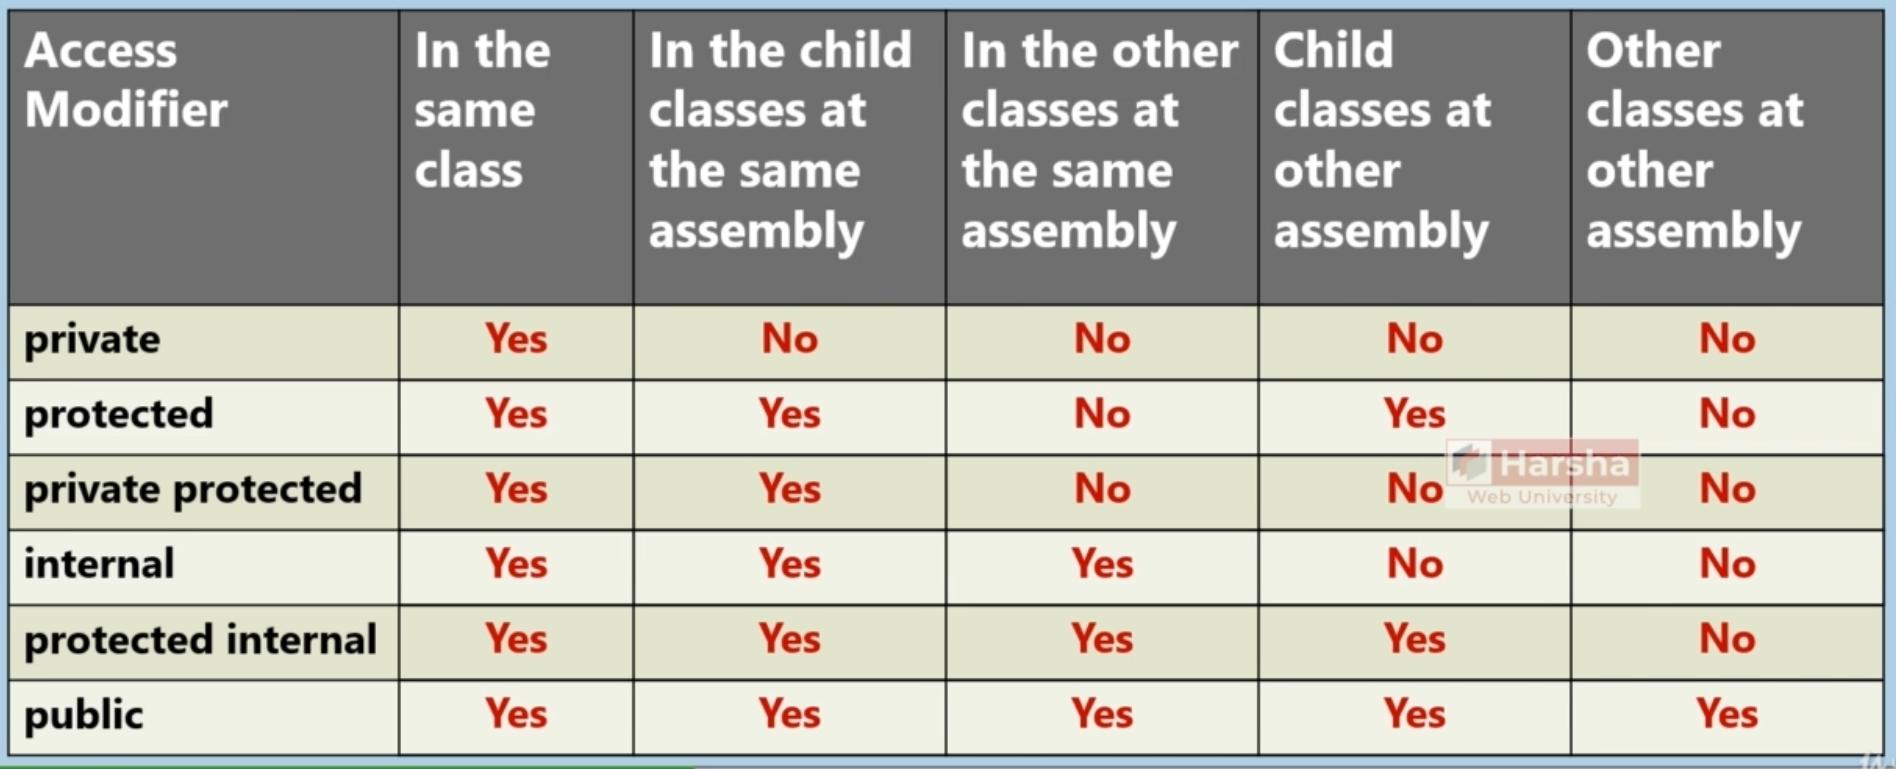 Access Modifier | In the same class | In the child classes at the same assembly | In the other classes at the same assembly | Child classes at other assembly | Other classes at other assembly
private | Yes | No | No | No | No
protected | Yes | Yes | No | Yes | No
private protected | Yes | Yes | No | No | No
internal | Yes | Yes | Yes | No | No
protected internal | Yes | Yes | Yes | Yes | No
public | Yes | Yes | Yes | Yes | Yes
Harsha
Web University